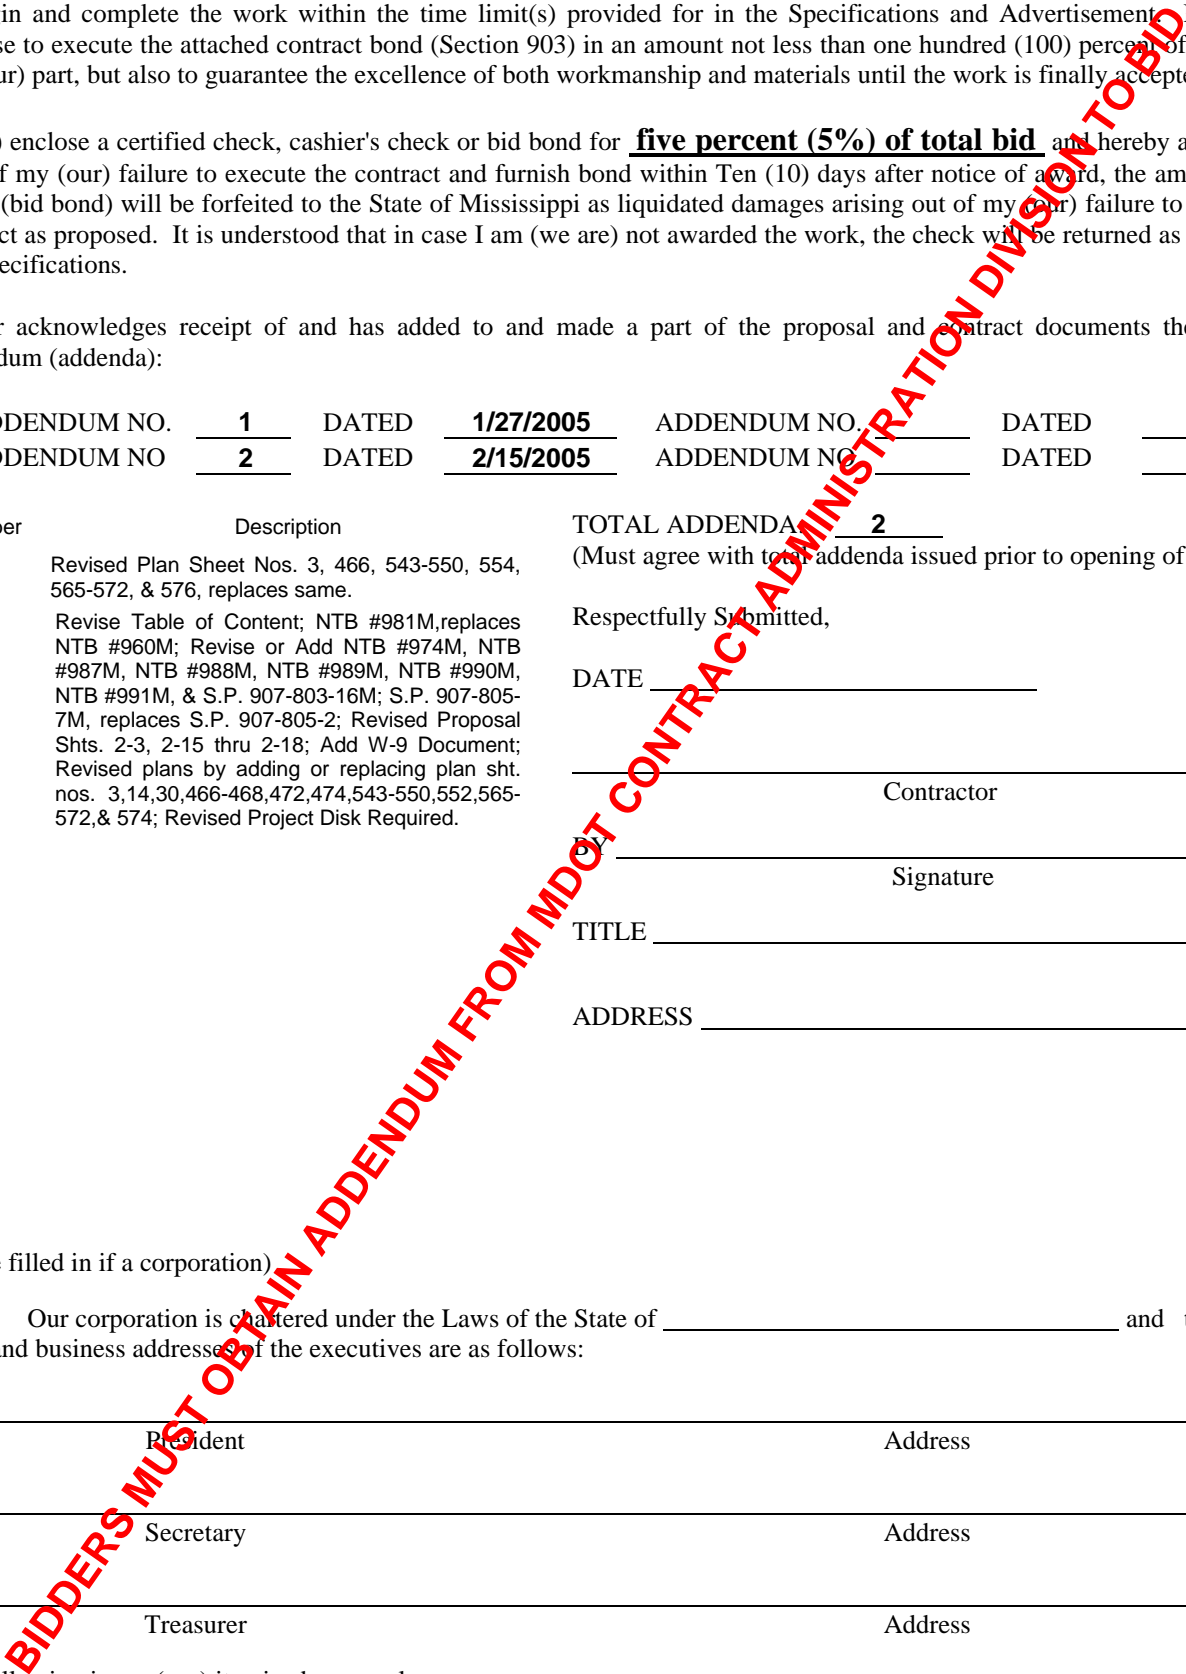 in and complete the work within the time limit(s) provided for in the Specifications and Advertisement.
se to execute the attached contract bond (Section 903) in an amount not less than one hundred (100) percent of
ur) part, but also to guarantee the excellence of both workmanship and materials until the work is finally accepte
) enclose a certified check, cashier's check or bid bond for five percent (5%) of total bid and hereby a
f my (our) failure to execute the contract and furnish bond within Ten (10) days after notice of award, the am
(bid bond) will be forfeited to the State of Mississippi as liquidated damages arising out of my (our) failure to
ct as proposed. It is understood that in case I am (we are) not awarded the work, the check will be returned as
ecifications.
r acknowledges receipt of and has added to and made a part of the proposal and contract documents the
dum (addenda):
DDENDUM NO. 1 DATED 1/27/2005 ADDENDUM NO. DATED
DDENDUM NO 2 DATED 2/15/2005 ADDENDUM NO DATED
ber Description
Revised Plan Sheet Nos. 3, 466, 543-550, 554,
565-572, & 576, replaces same.
Revise Table of Content; NTB #981M,replaces
NTB #960M; Revise or Add NTB #974M, NTB
#987M, NTB #988M, NTB #989M, NTB #990M,
NTB #991M, & S.P. 907-803-16M; S.P. 907-805-
7M, replaces S.P. 907-805-2; Revised Proposal
Shts. 2-3, 2-15 thru 2-18; Add W-9 Document;
Revised plans by adding or replacing plan sht.
nos. 3,14,30,466-468,472,474,543-550,552,565-
572,& 574; Revised Project Disk Required.
TOTAL ADDENDA: 2
(Must agree with total addenda issued prior to opening of
Respectfully Submitted,
DATE
Contractor
BY
Signature
TITLE
ADDRESS
filled in if a corporation)
Our corporation is chartered under the Laws of the State of and t
and business addresses of the executives are as follows:
President Address
Secretary Address
Treasurer Address
BIDDERS MUST OBTAIN ADDENDUM FROM MDOT CONTRACT ADMINISTRATION DIVISION TO BID